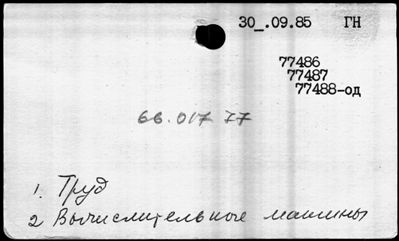 30_.09.85 ГН
77486
77487
77488-од
66.017 77
1. Труд
2 Вычислительные машины